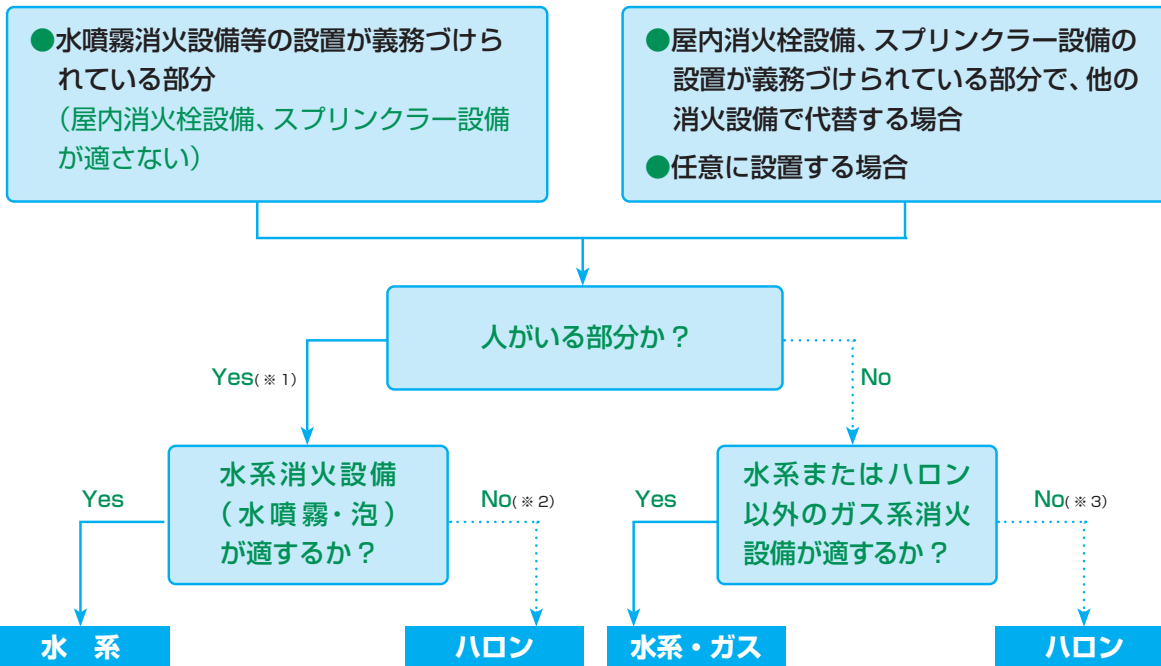 ●水噴霧消火設備等の設置が義務づけら
れている部分
（屋内消火栓設備、スプリンクラー設備
が適さない）
●屋内消火栓設備、スプリンクラー設備の
設置が義務づけられている部分で、他の
消火設備で代替する場合
●任意に設置する場合
人がいる部分か？
Yes(※1)
No
水系消火設備
（水噴霧・泡）
が適するか？
Yes
No(※2)
水系またはハロン
以外のガス系消火
設備が適するか？
Yes
No(※3)
水 系
ハロン
水系・ガス
ハロン